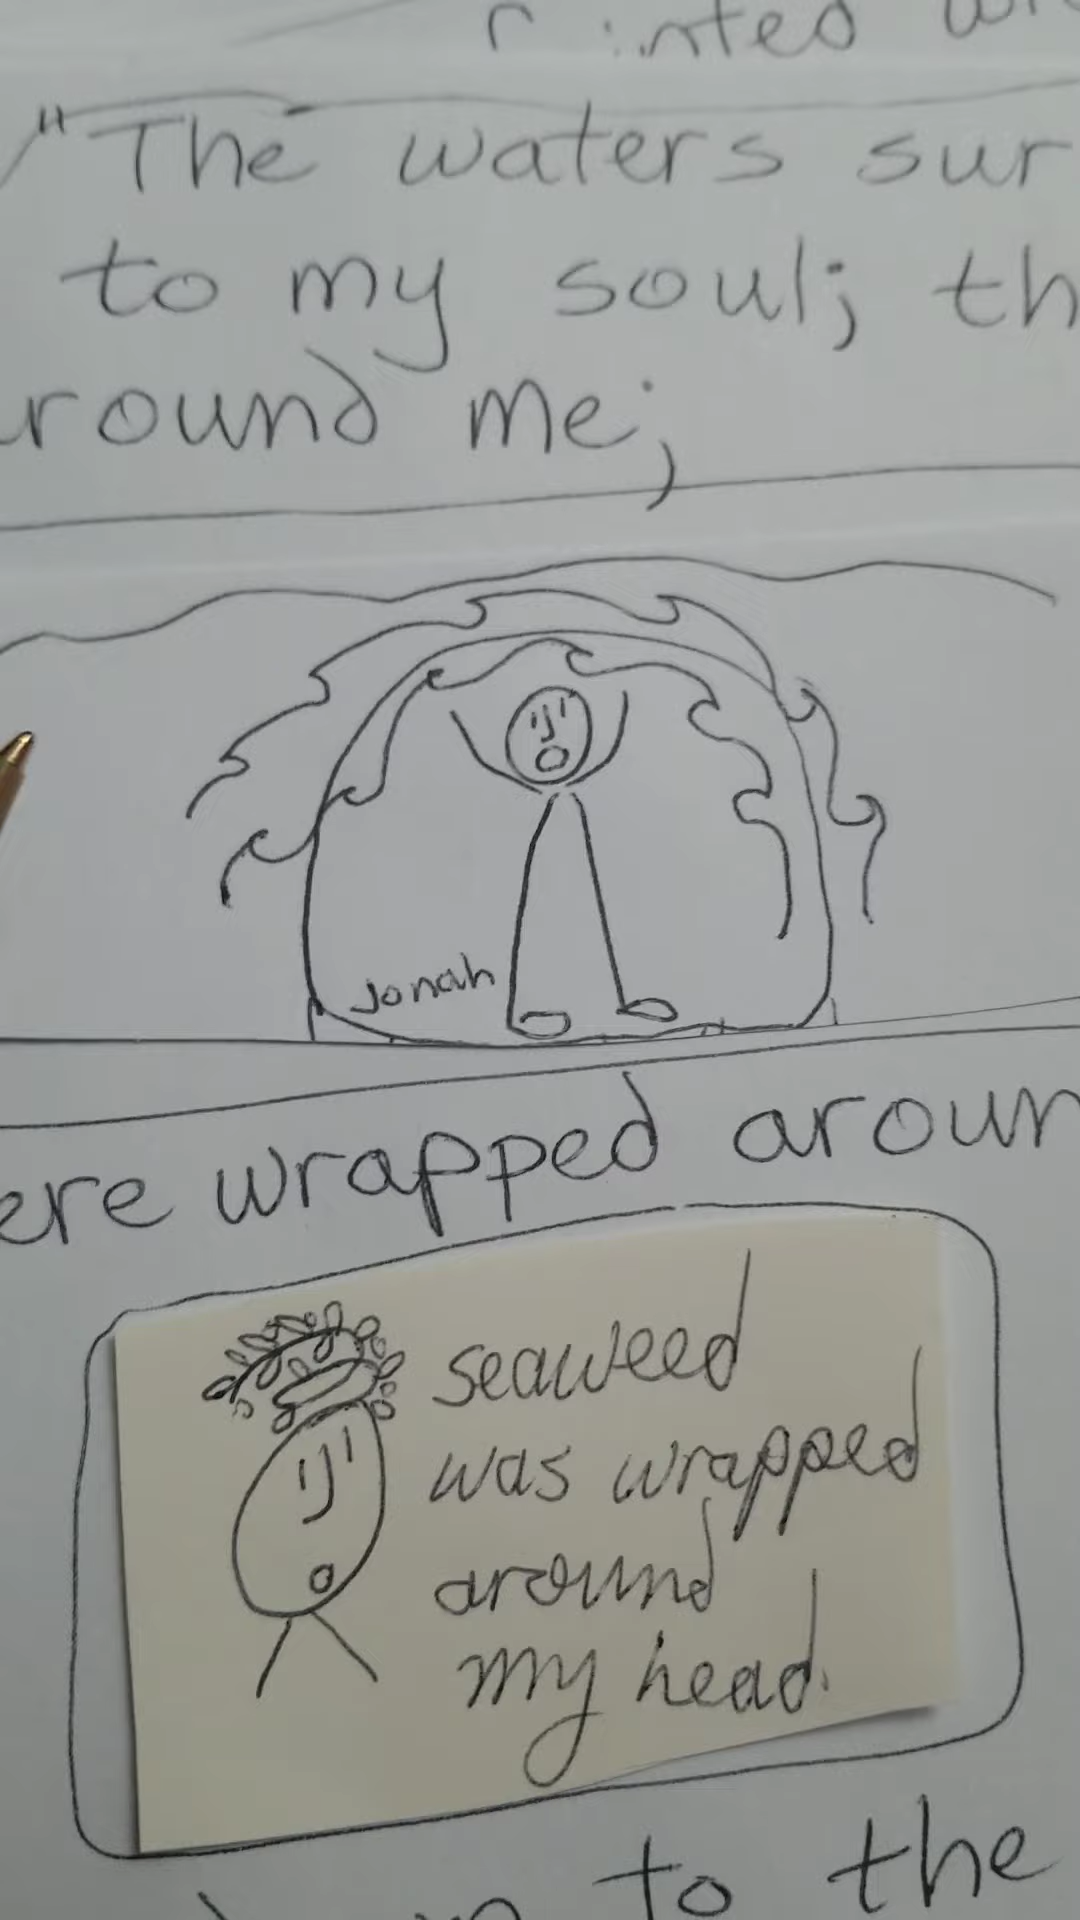 "The waters sur
to my soul; th
round me;
Jonah
ere wrapped aroun
seaweed
was wrapped
around
my head.
to the